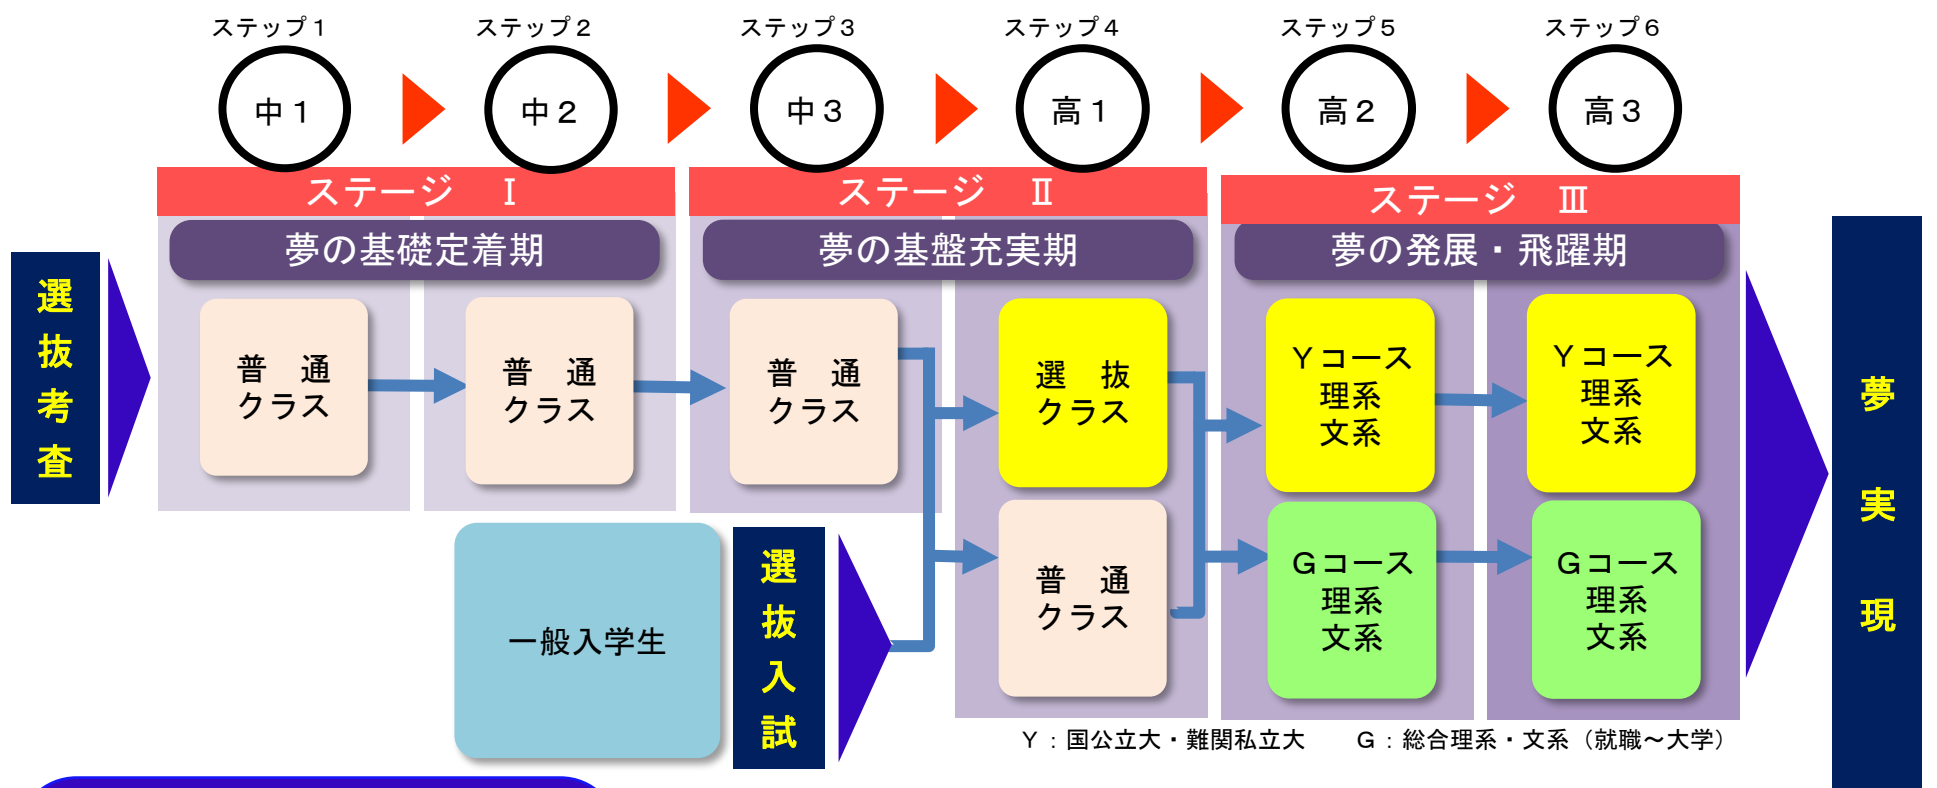 ステップ1
ステップ2
ステップ3
ステップ4
ステップ5
ステップ6
中1
中2
中3
高1
高2
高3
ステージ Ⅰ
ステージ Ⅱ
ステージ Ⅲ
夢の基礎定着期
夢の基盤充実期
夢の発展・飛躍期
選抜考査
普 通
クラス
普 通
クラス
普 通
クラス
選 抜
クラス
Yコース
理系
文系
Yコース
理系
文系
夢実現
一般入学生
選抜入試
普 通
クラス
Gコース
理系
文系
Gコース
理系
文系
Y:国公立大・難関私立大 G:総合理系・文系(就職~大学)